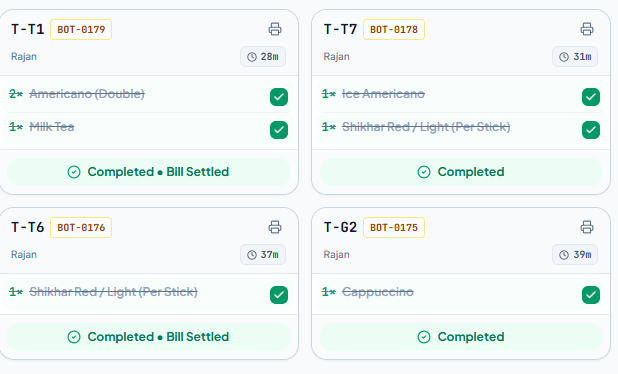 T-T1 BOT-0179
Rajan 28m
2× Americano (Double)
1× Milk Tea
Completed • Bill Settled
T-T7 BOT-0178
Rajan 31m
1× Ice Americano
1× Shikhar Red / Light (Per Stick)
Completed
T-T6 BOT-0176
Rajan 37m
1× Shikhar Red / Light (Per Stick)
Completed • Bill Settled
T-G2 BOT-0175
Rajan 39m
1× Cappuccino
Completed